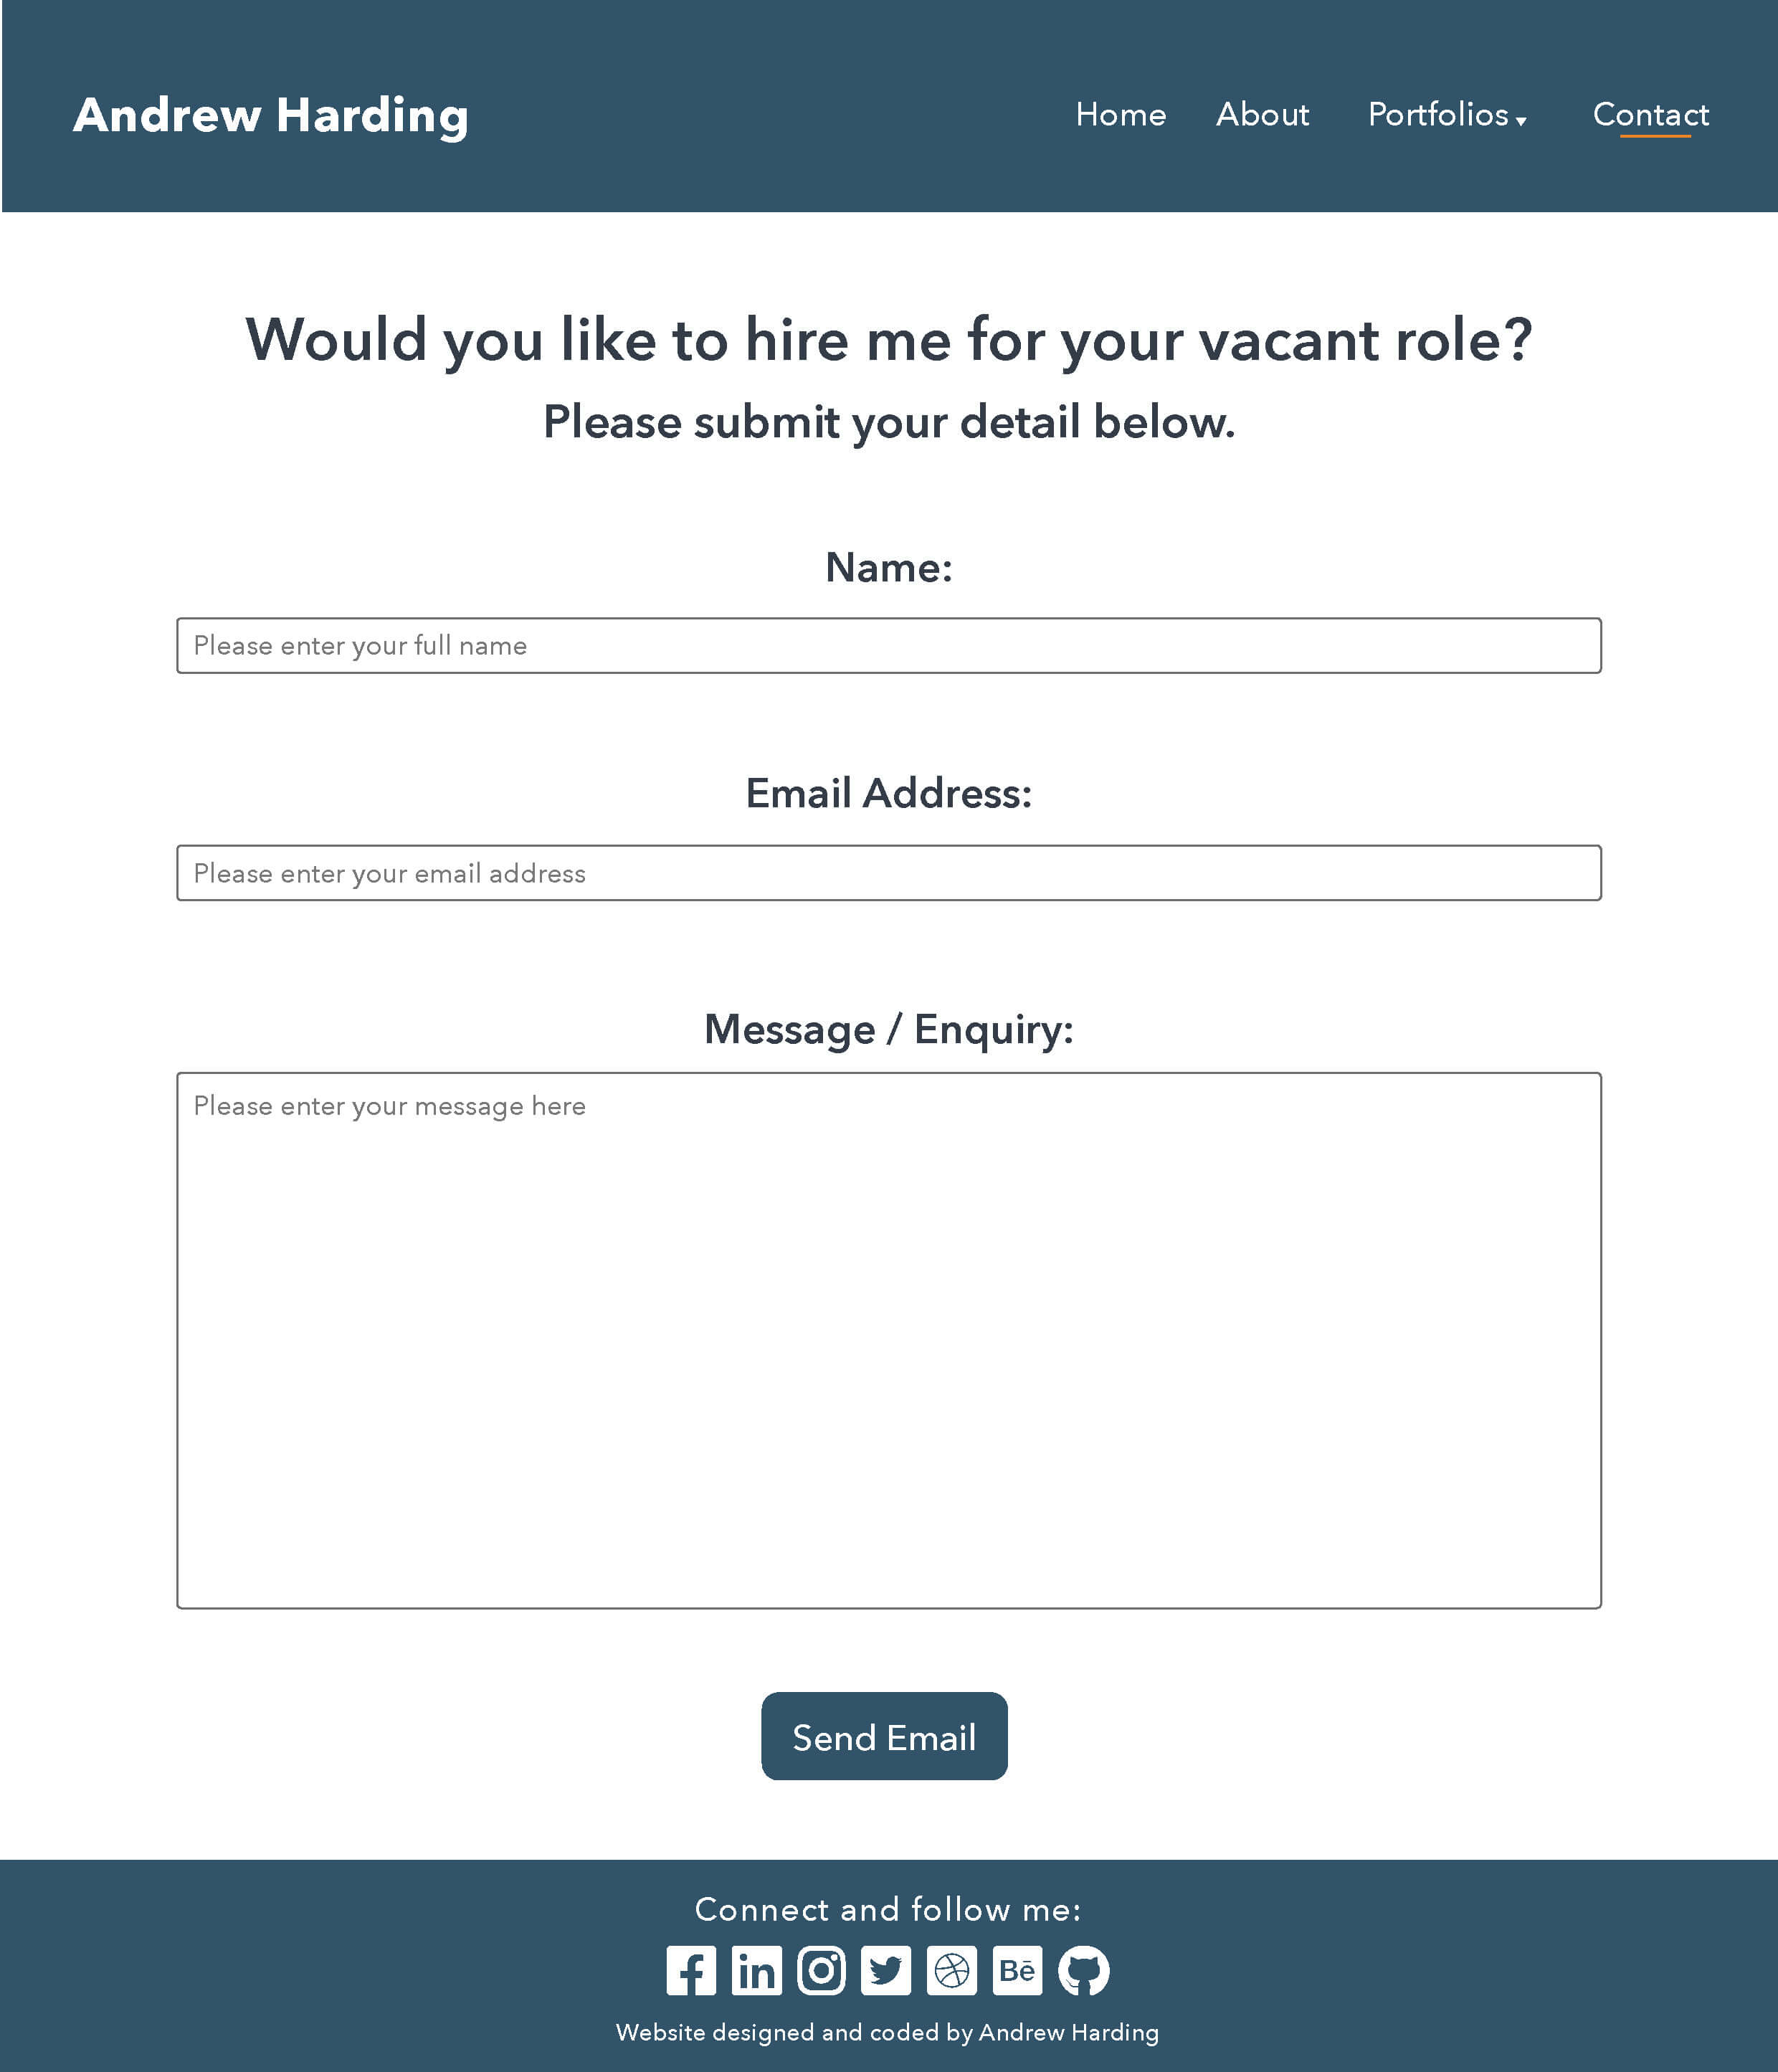 Andrew Harding
Home About Portfolios ▾ Contact
Would you like to hire me for your vacant role?
Please submit your detail below.
Name:
Please enter your full name
Email Address:
Please enter your email address
Message / Enquiry:
Please enter your message here
Send Email
Connect and follow me:
f in Bē
Website designed and coded by Andrew Harding